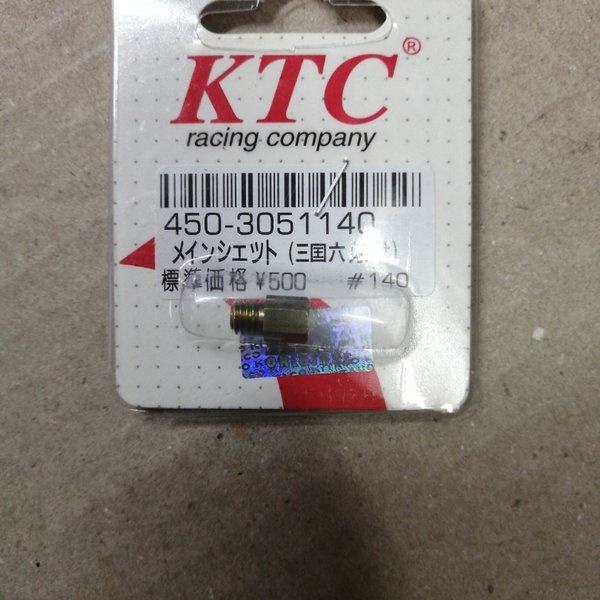 KTC®
racing company
450-3051140
メインジェット (三国六
標準価格 ¥500 #140